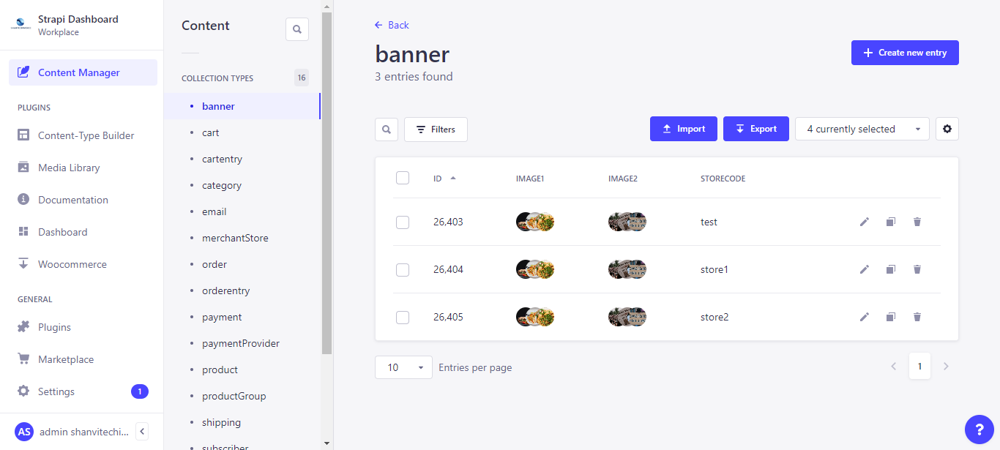 Strapi Dashboard
Workplace
Content Manager
PLUGINS
Content-Type Builder
Media Library
Documentation
Dashboard
Woocommerce
GENERAL
Plugins
Marketplace
Settings
1
AS
admin shanvitechi...
Content
COLLECTION TYPES
16
banner
cart
cartentry
category
email
merchantStore
order
orderentry
payment
paymentProvider
product
productGroup
shipping
subscriber
Back
banner
3 entries found
Create new entry
Filters
Import
Export
4 currently selected
ID IMAGE1 IMAGE2 STORECODE
26,403 test
26,404 store1
26,405 store2
10
Entries per page
1
?